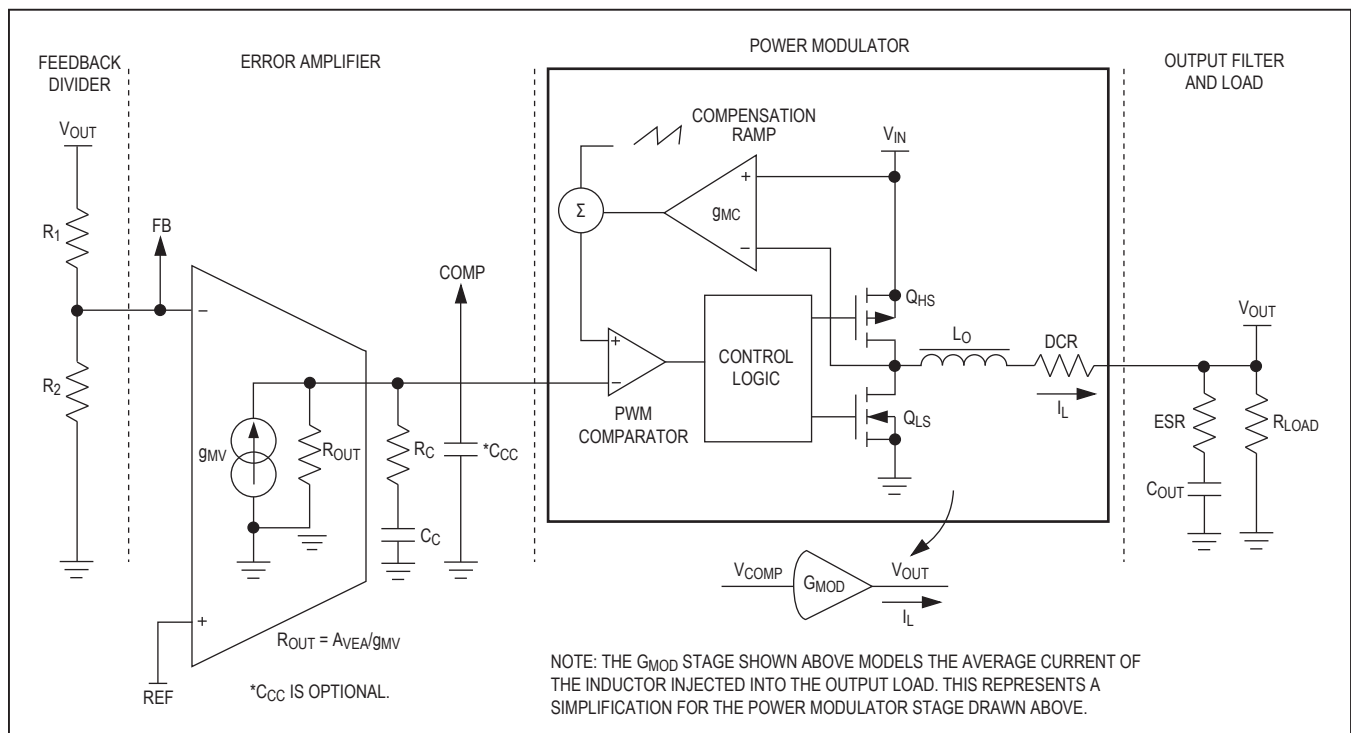 FEEDBACK
DIVIDER
ERROR AMPLIFIER
POWER MODULATOR
OUTPUT FILTER
AND LOAD
VOUT
R1
R2
FB
−
+
REF
gMV
ROUT
ROUT = AVEA/gMV
*CCC IS OPTIONAL.
RC
CC
COMP
*CCC
COMPENSATION
RAMP
Σ
gMC
+
−
VIN
+
−
PWM
COMPARATOR
CONTROL
LOGIC
QHS
QLS
LO
DCR
IL
VOUT
ESR
COUT
RLOAD
VCOMP
GMOD
VOUT
IL
NOTE: THE GMOD STAGE SHOWN ABOVE MODELS THE AVERAGE CURRENT OF
THE INDUCTOR INJECTED INTO THE OUTPUT LOAD. THIS REPRESENTS A
SIMPLIFICATION FOR THE POWER MODULATOR STAGE DRAWN ABOVE.